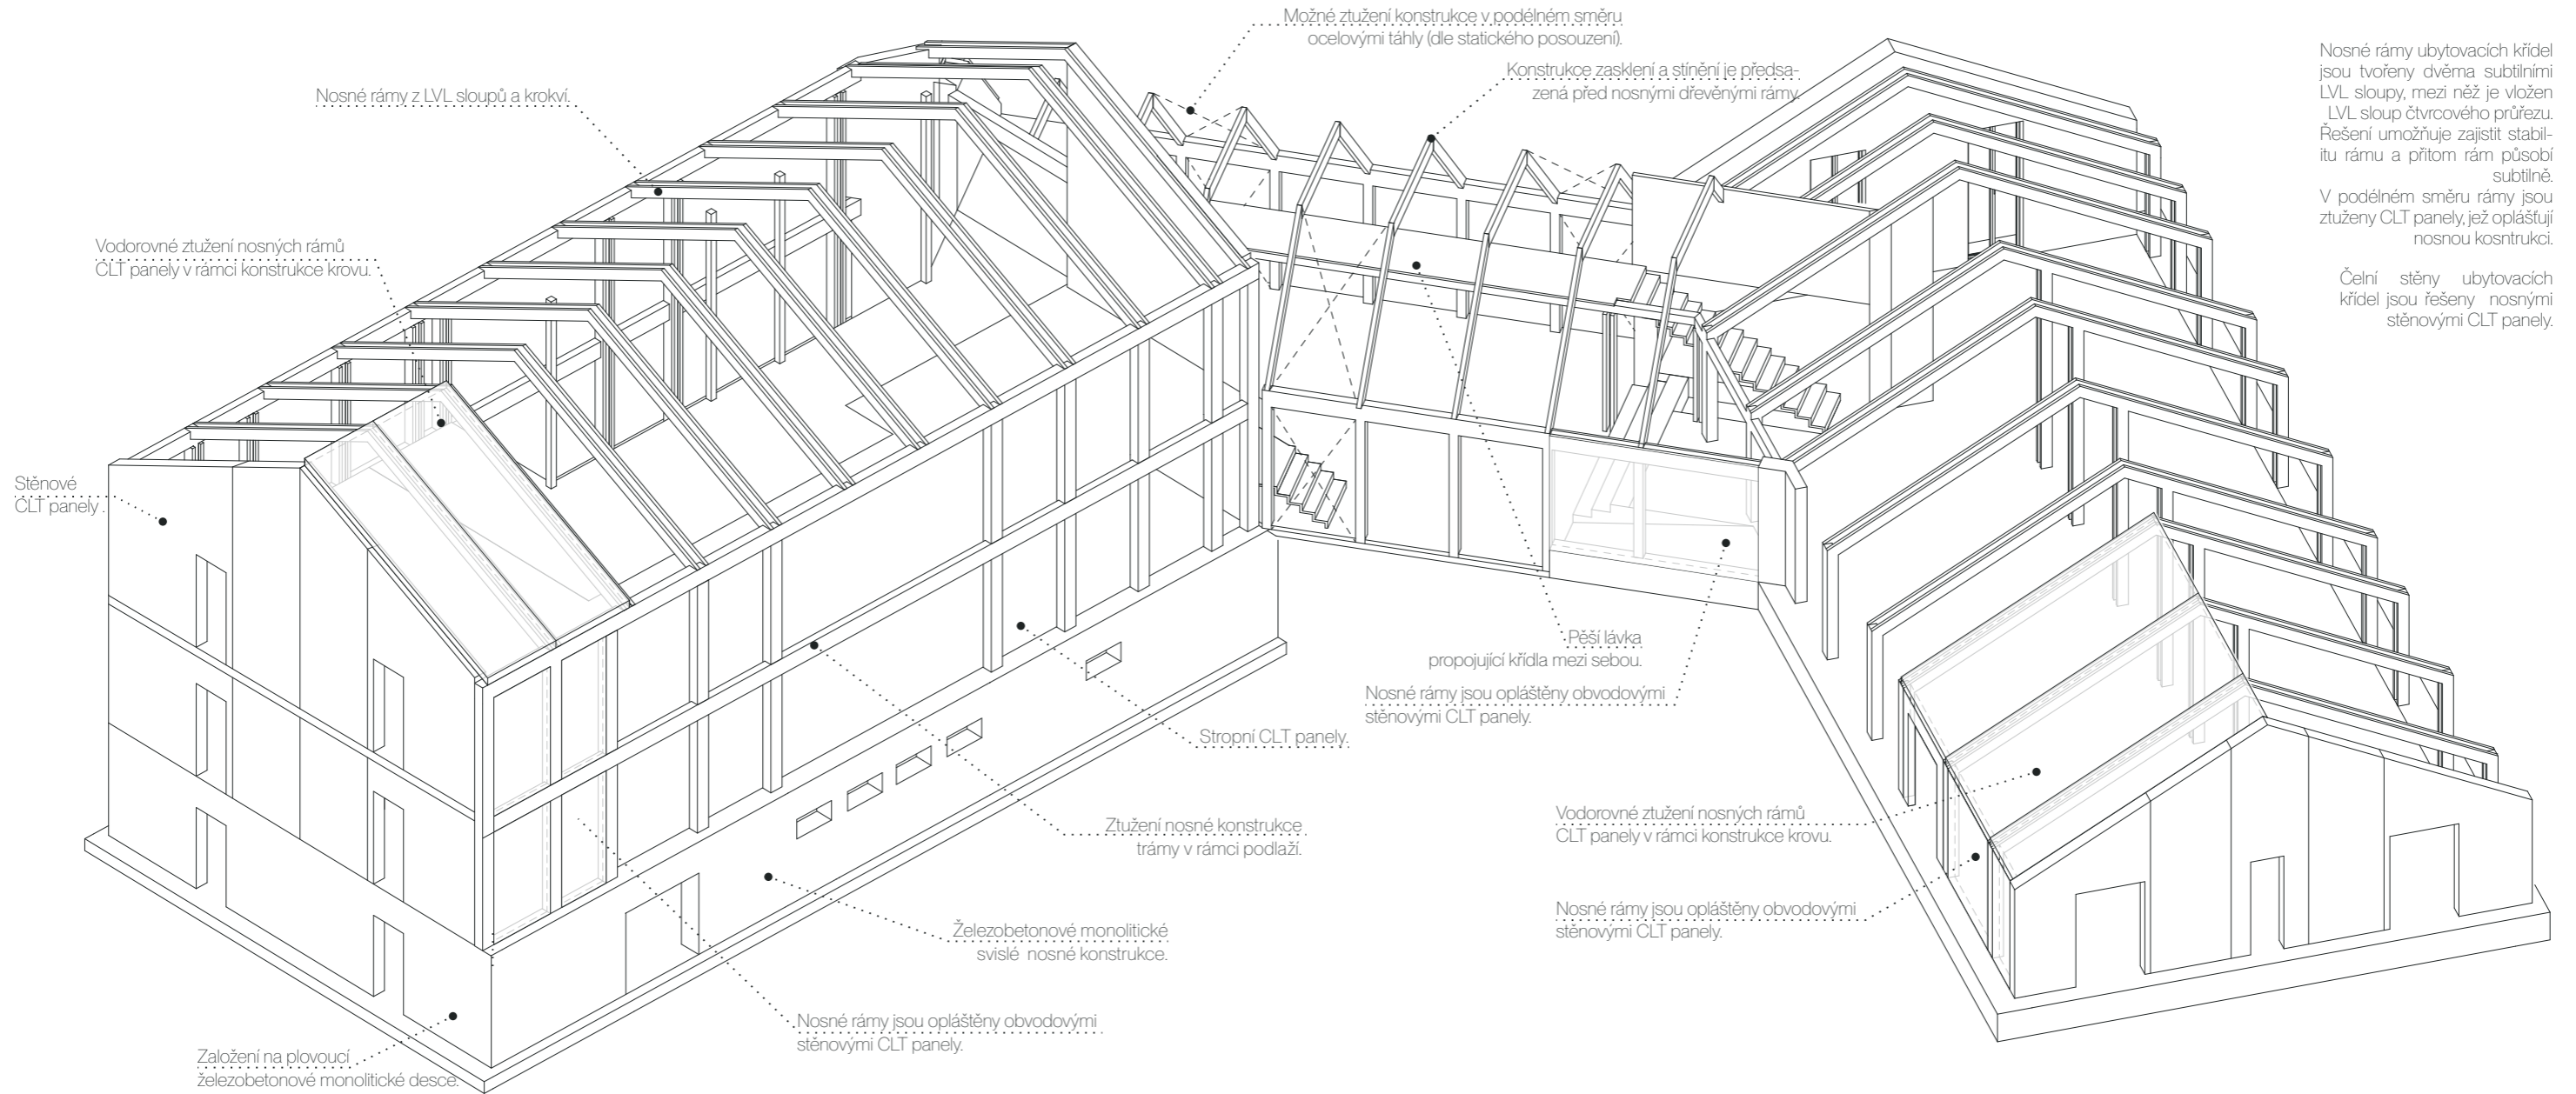 Možné ztužení konstrukce v podélném směru
ocelovými táhly (dle statického posouzení).
Konstrukce zasklení a stínění je předsa-
zená před nosnými dřevěnými rámy.
Nosné rámy ubytovacích křídel
jsou tvořeny dvěma subtilními
LVL sloupy, mezi něž je vložen
LVL sloup čtvrcového průřezu.
Řešení umožňuje zajistit stabil-
itu rámu a přitom rám působí
subtilně.
V podélném směru rámy jsou
ztuženy CLT panely, jež oplášťují
nosnou kosntrukci.
Čelní stěny ubytovacích
křídel jsou řešeny nosnými
stěnovými CLT panely.
Nosné rámy z LVL sloupů a krokví.
Vodorovné ztužení nosných rámů
CLT panely v rámci konstrukce krovu.
Stěnové
CLT panely.
Pěší lávka
propojující křídla mezi sebou.
Nosné rámy jsou opláštěny obvodovými
stěnovými CLT panely.
Stropní CLT panely.
Ztužení nosné konstrukce
trámy v rámci podlaží.
Vodorovné ztužení nosných rámů
CLT panely v rámci konstrukce krovu.
Nosné rámy jsou opláštěny obvodovými
stěnovými CLT panely.
Železobetonové monolitické
svislé nosné konstrukce.
Nosné rámy jsou opláštěny obvodovými
stěnovými CLT panely.
Založení na plovoucí
železobetonové monolitické desce.